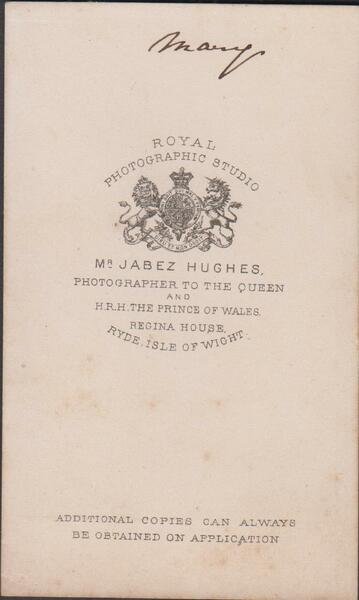 Mary
ROYAL
PHOTOGRAPHIC STUDIO
MR JABEZ HUGHES,
PHOTOGRAPHER TO THE QUEEN
AND
H.R.H. THE PRINCE OF WALES.
REGINA HOUSE,
RYDE, ISLE OF WIGHT.
ADDITIONAL COPIES CAN ALWAYS
BE OBTAINED ON APPLICATION